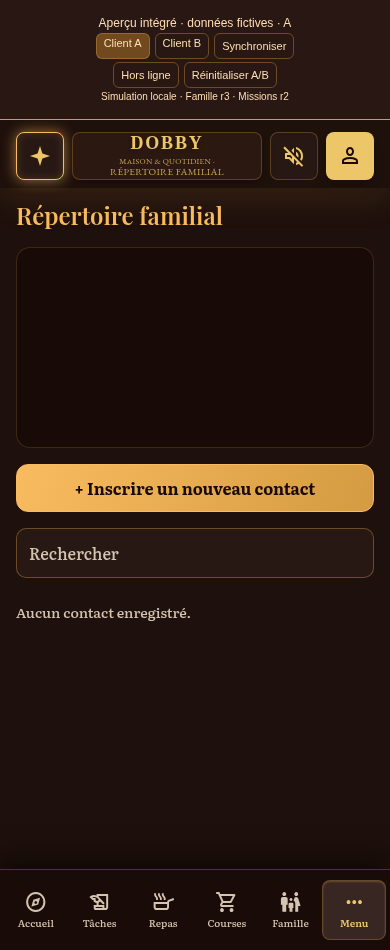 Aperçu intégré · données fictives · A
Client A
Client B
Synchroniser
Hors ligne
Réinitialiser A/B
Simulation locale · Famille r3 · Missions r2
DOBBY
MAISON & QUOTIDIEN ·
RÉPERTOIRE FAMILIAL
Répertoire familial
+ Inscrire un nouveau contact
Rechercher
Aucun contact enregistré.
Accueil
Tâches
Repas
Courses
Famille
Menu